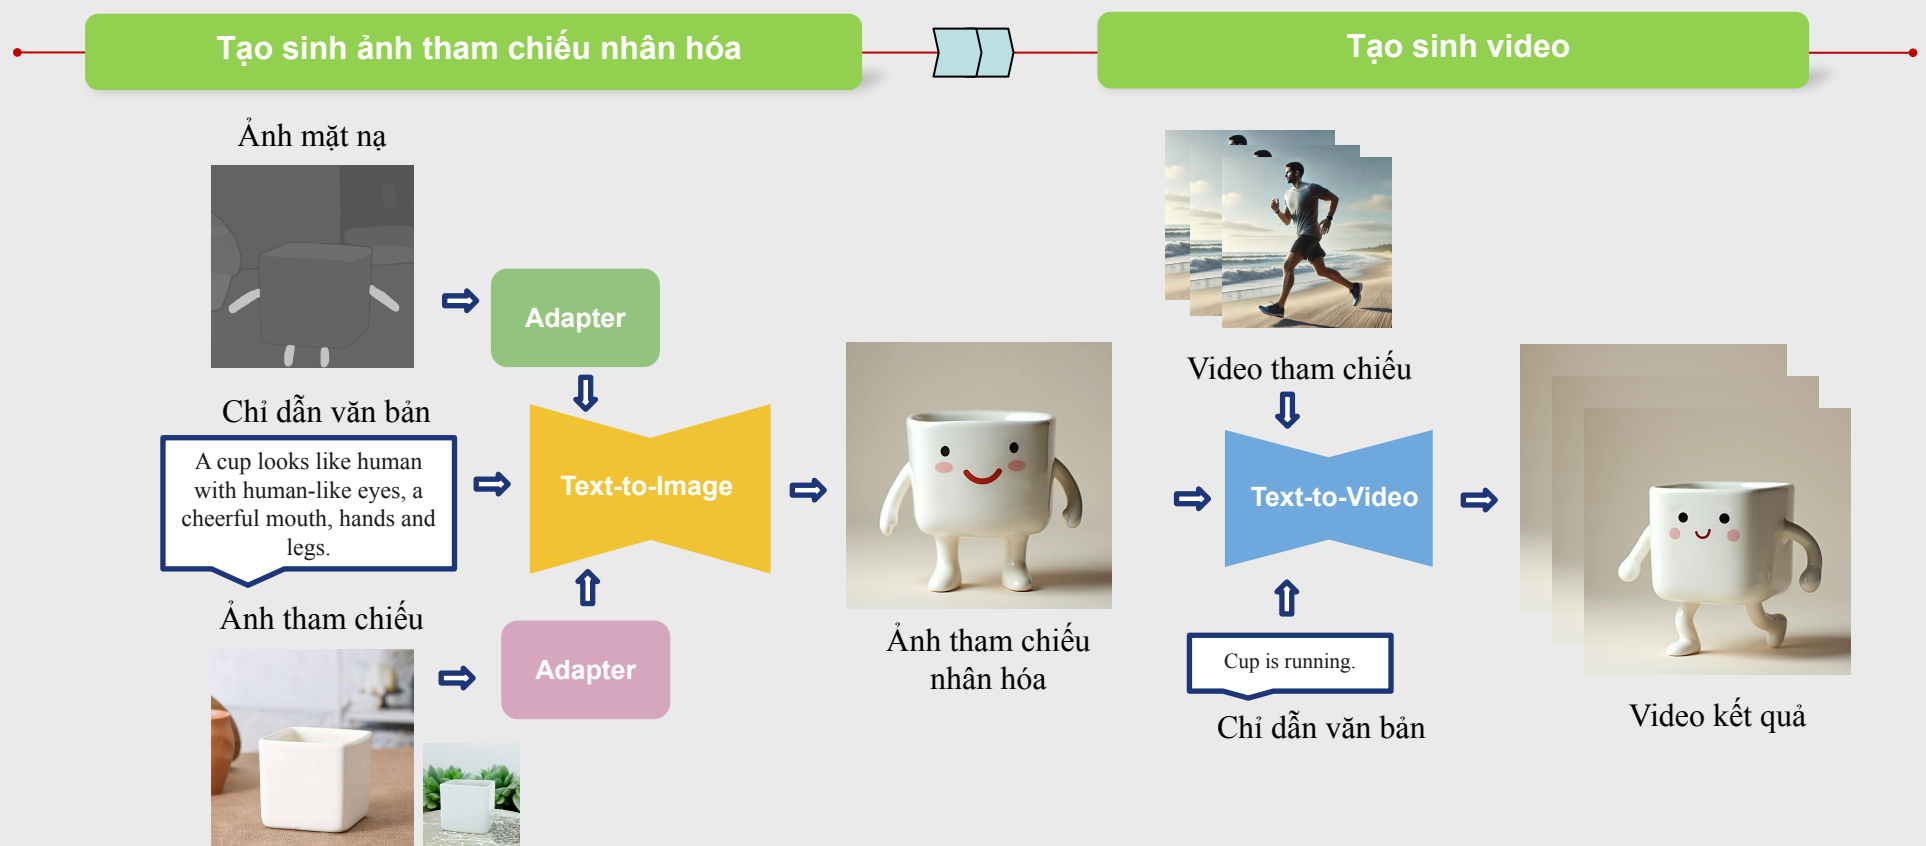 Tạo sinh ảnh tham chiếu nhân hóa
Tạo sinh video
Ảnh mặt nạ
Adapter
Chỉ dẫn văn bản
A cup looks like human
with human-like eyes, a
cheerful mouth, hands and
legs.
Text-to-Image
Ảnh tham chiếu
Adapter
Ảnh tham chiếu
nhân hóa
Video tham chiếu
Text-to-Video
Cup is running.
Chỉ dẫn văn bản
Video kết quả